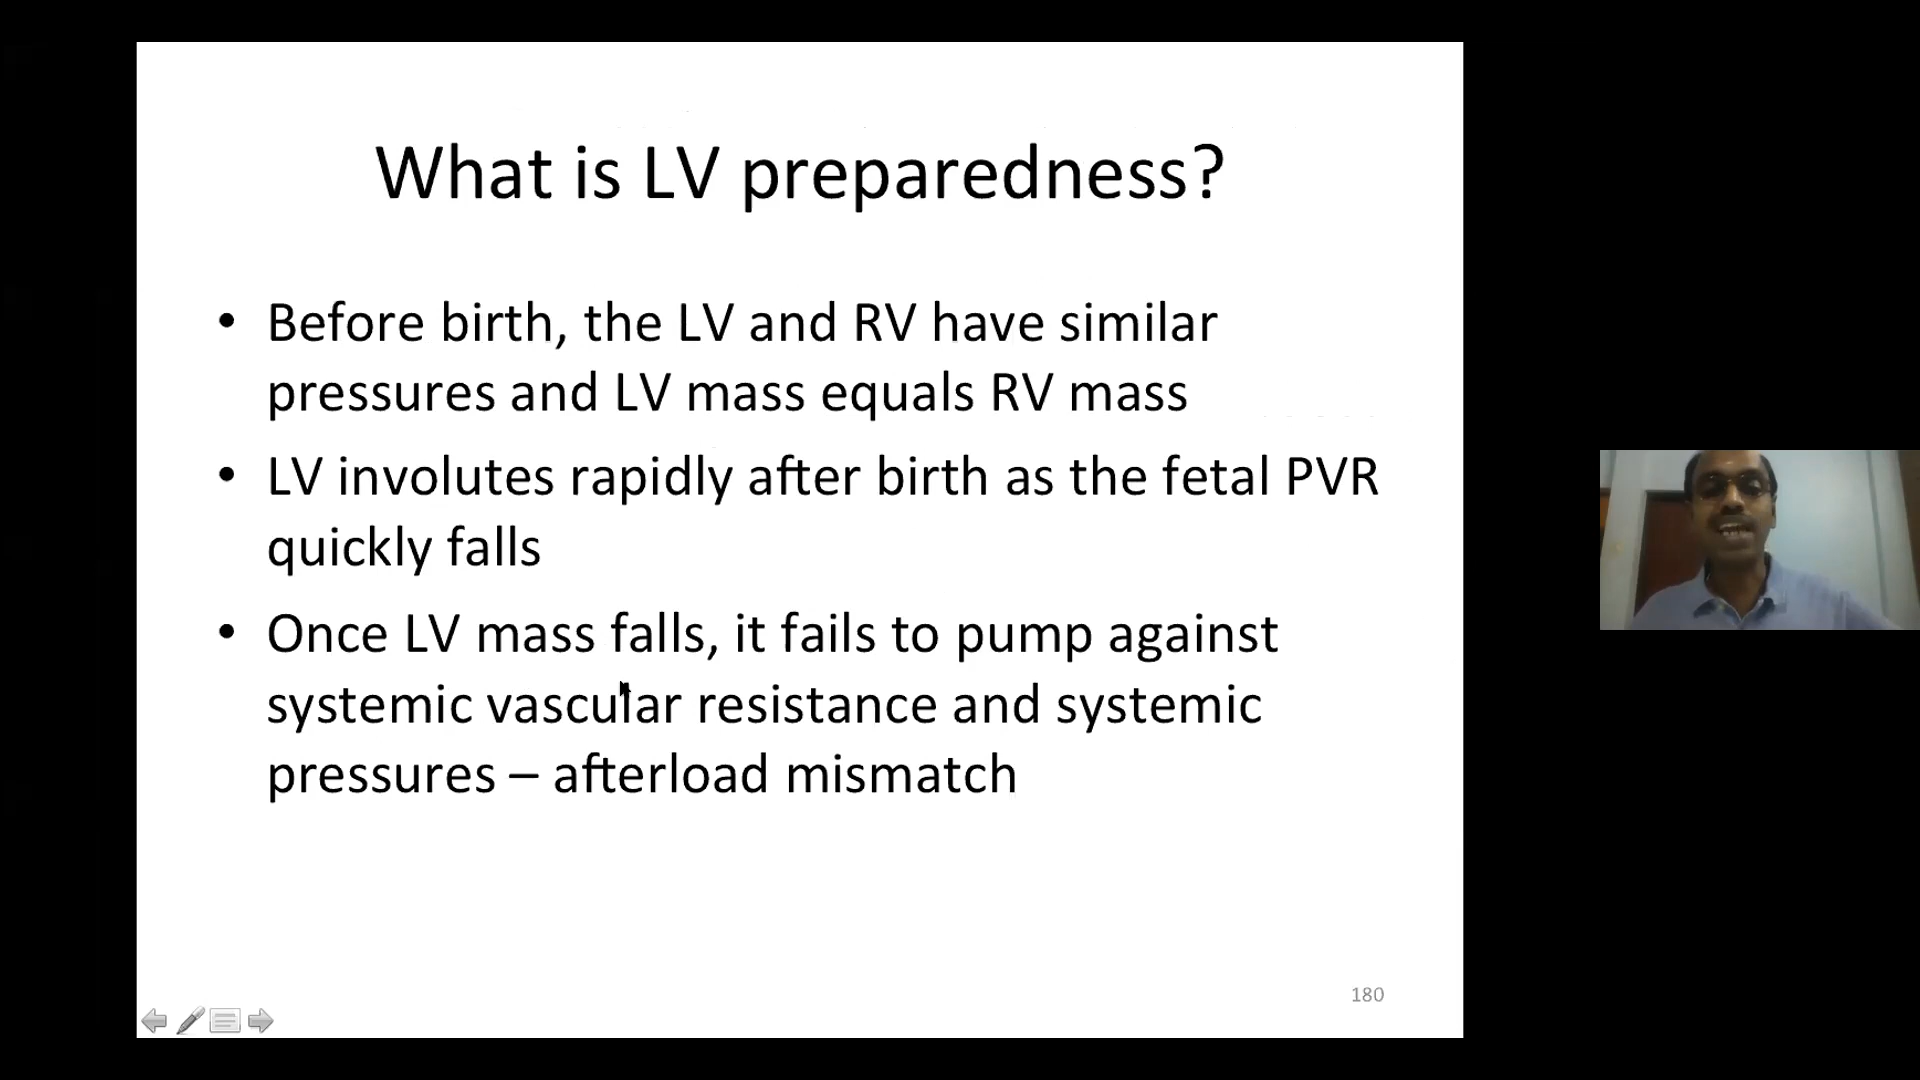 What is LV preparedness?
• Before birth, the LV and RV have similar
pressures and LV mass equals RV mass
• LV involutes rapidly after birth as the fetal PVR
quickly falls
• Once LV mass falls, it fails to pump against
systemic vascular resistance and systemic
pressures – afterload mismatch
180